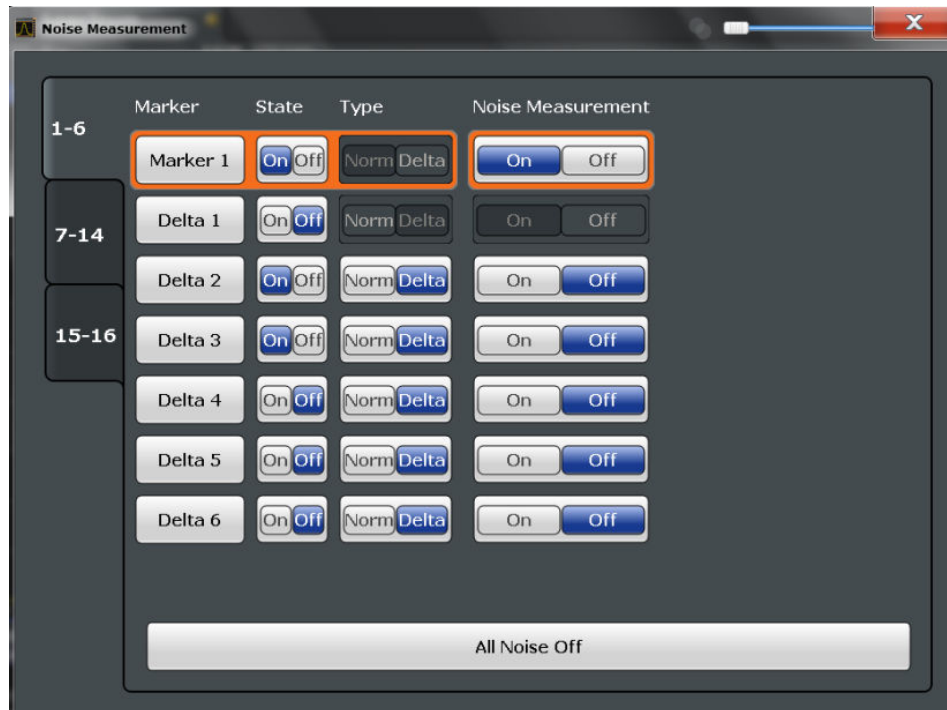 Noise Measurement
X
1-6
7-14
15-16
Marker State Type Noise Measurement
Marker 1 On Off Norm Delta On Off
Delta 1 On Off Norm Delta On Off
Delta 2 On Off Norm Delta On Off
Delta 3 On Off Norm Delta On Off
Delta 4 On Off Norm Delta On Off
Delta 5 On Off Norm Delta On Off
Delta 6 On Off Norm Delta On Off
All Noise Off